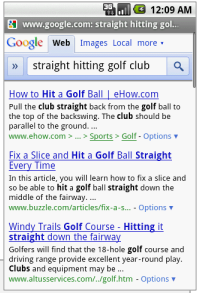 3G 12:09 AM
www.google.com: straight hitting gol..
Google Web Images Local more
» straight hitting golf club
How to Hit a Golf Ball | eHow.com
Pull the club straight back from the golf ball to
the top of the backswing. The club should be
parallel to the ground. ...
www.ehow.com > ... > Sports > Golf - Options
Fix a Slice and Hit a Golf Ball Straight
Every Time
In this article, you will learn how to fix a slice and
so be able to hit a golf ball straight down the
middle of the fairway. ...
www.buzzle.com/articles/fix-a-s... - Options
Windy Trails Golf Course - Hitting it
straight down the fairway
Golfers will find that the 18-hole golf course and
driving range provide excellent year-round play.
Clubs and equipment may be ...
www.altusservices.com/../golf.htm - Options